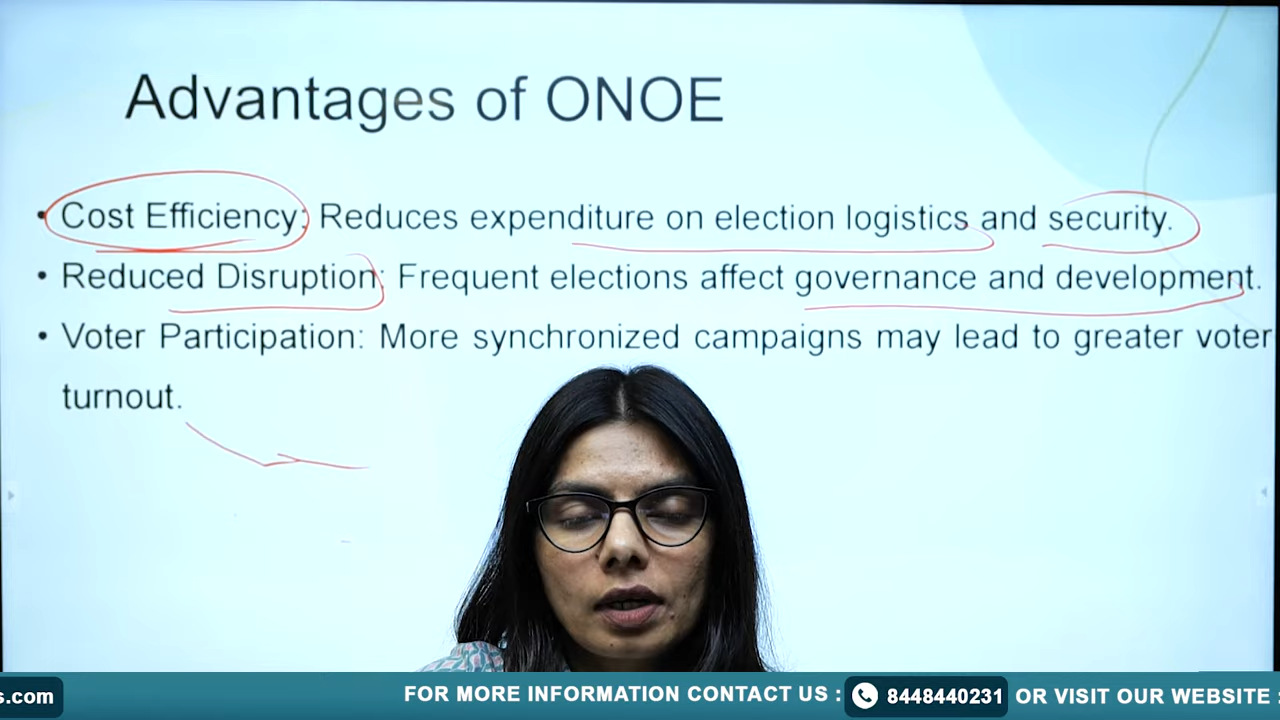 Advantages of ONOE
• Cost Efficiency: Reduces expenditure on election logistics and security.
• Reduced Disruption: Frequent elections affect governance and development.
• Voter Participation: More synchronized campaigns may lead to greater voter
turnout.
s.com FOR MORE INFORMATION CONTACT US : 8448440231 OR VISIT OUR WEBSITE :